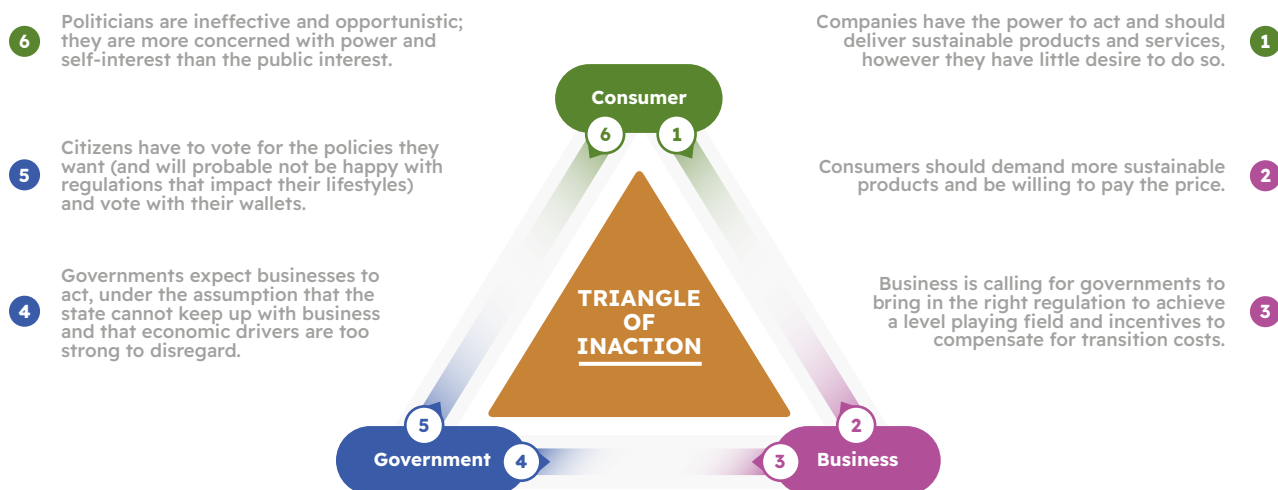 6
Politicians are ineffective and opportunistic;
they are more concerned with power and
self-interest than the public interest.
5
Citizens have to vote for the policies they
want (and will probable not be happy with
regulations that impact their lifestyles)
and vote with their wallets.
4
Governments expect businesses to
act, under the assumption that the
state cannot keep up with business
and that economic drivers are too
strong to disregard.
Consumer
6
1
TRIANGLE
OF
INACTION
5
Government
4
2
3
Business
Companies have the power to act and should
deliver sustainable products and services,
however they have little desire to do so.
1
Consumers should demand more sustainable
products and be willing to pay the price.
2
Business is calling for governments to
bring in the right regulation to achieve
a level playing field and incentives to
compensate for transition costs.
3